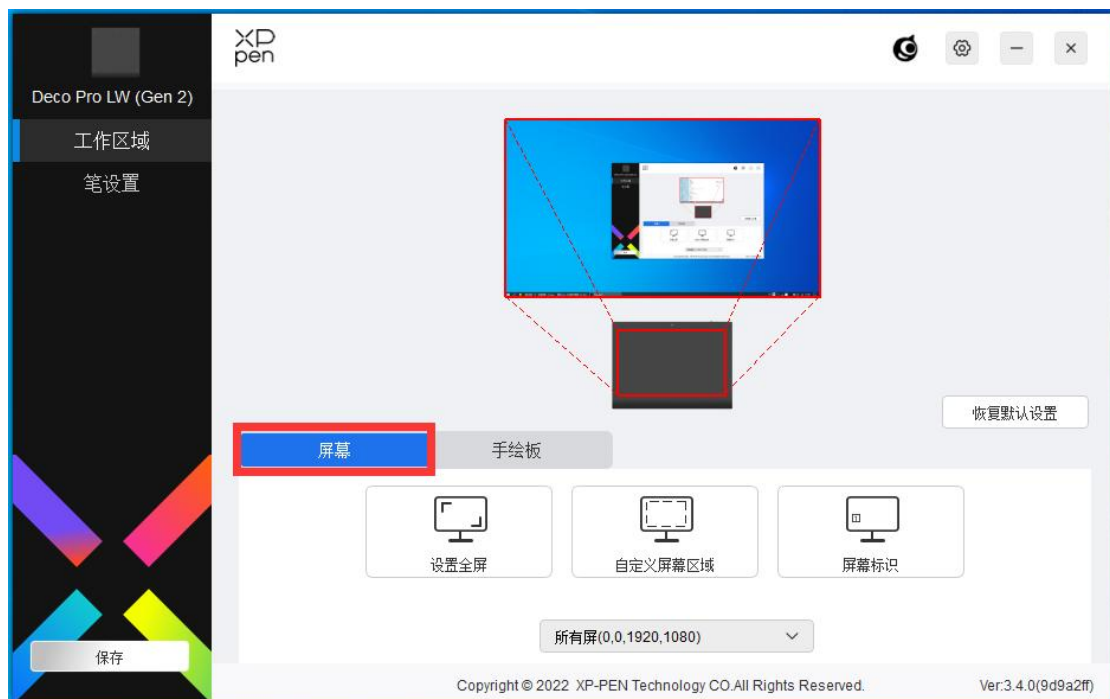 XP
pen
Deco Pro LW (Gen 2)
工作区域
笔设置
恢复默认设置
屏幕
手绘板
设置全屏
自定义屏幕区域
1
屏幕标识
所有屏(0,0,1920,1080)
保存
Copyright © 2022 XP-PEN Technology CO.All Rights Reserved.
Ver:3.4.0(9d9a2ff)